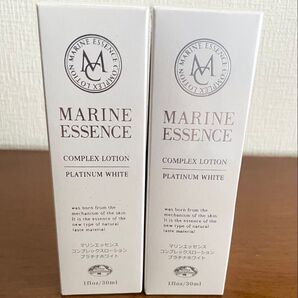 MARINE ESSENCE COMPLEX LOTION
MC
MARINE
ESSENCE
COMPLEX LOTION
PLATINUM WHITE
was born from the
mechanism of the skin
It is the essence of the
new type of natural
taste material
マリンエッセンス
コンプレックスローション
プラチナホワイト
1floz/30ml
MARINE ESSENCE COMPLEX LOTION
MC
MARINE
ESSENCE
COMPLEX LOTION
PLATINUM WHITE
was born from the
mechanism of the skin
It is the essence of the
new type of natural
taste material
マリンエッセンス
コンプレックスローション
プラチナホワイト
1floz/30ml